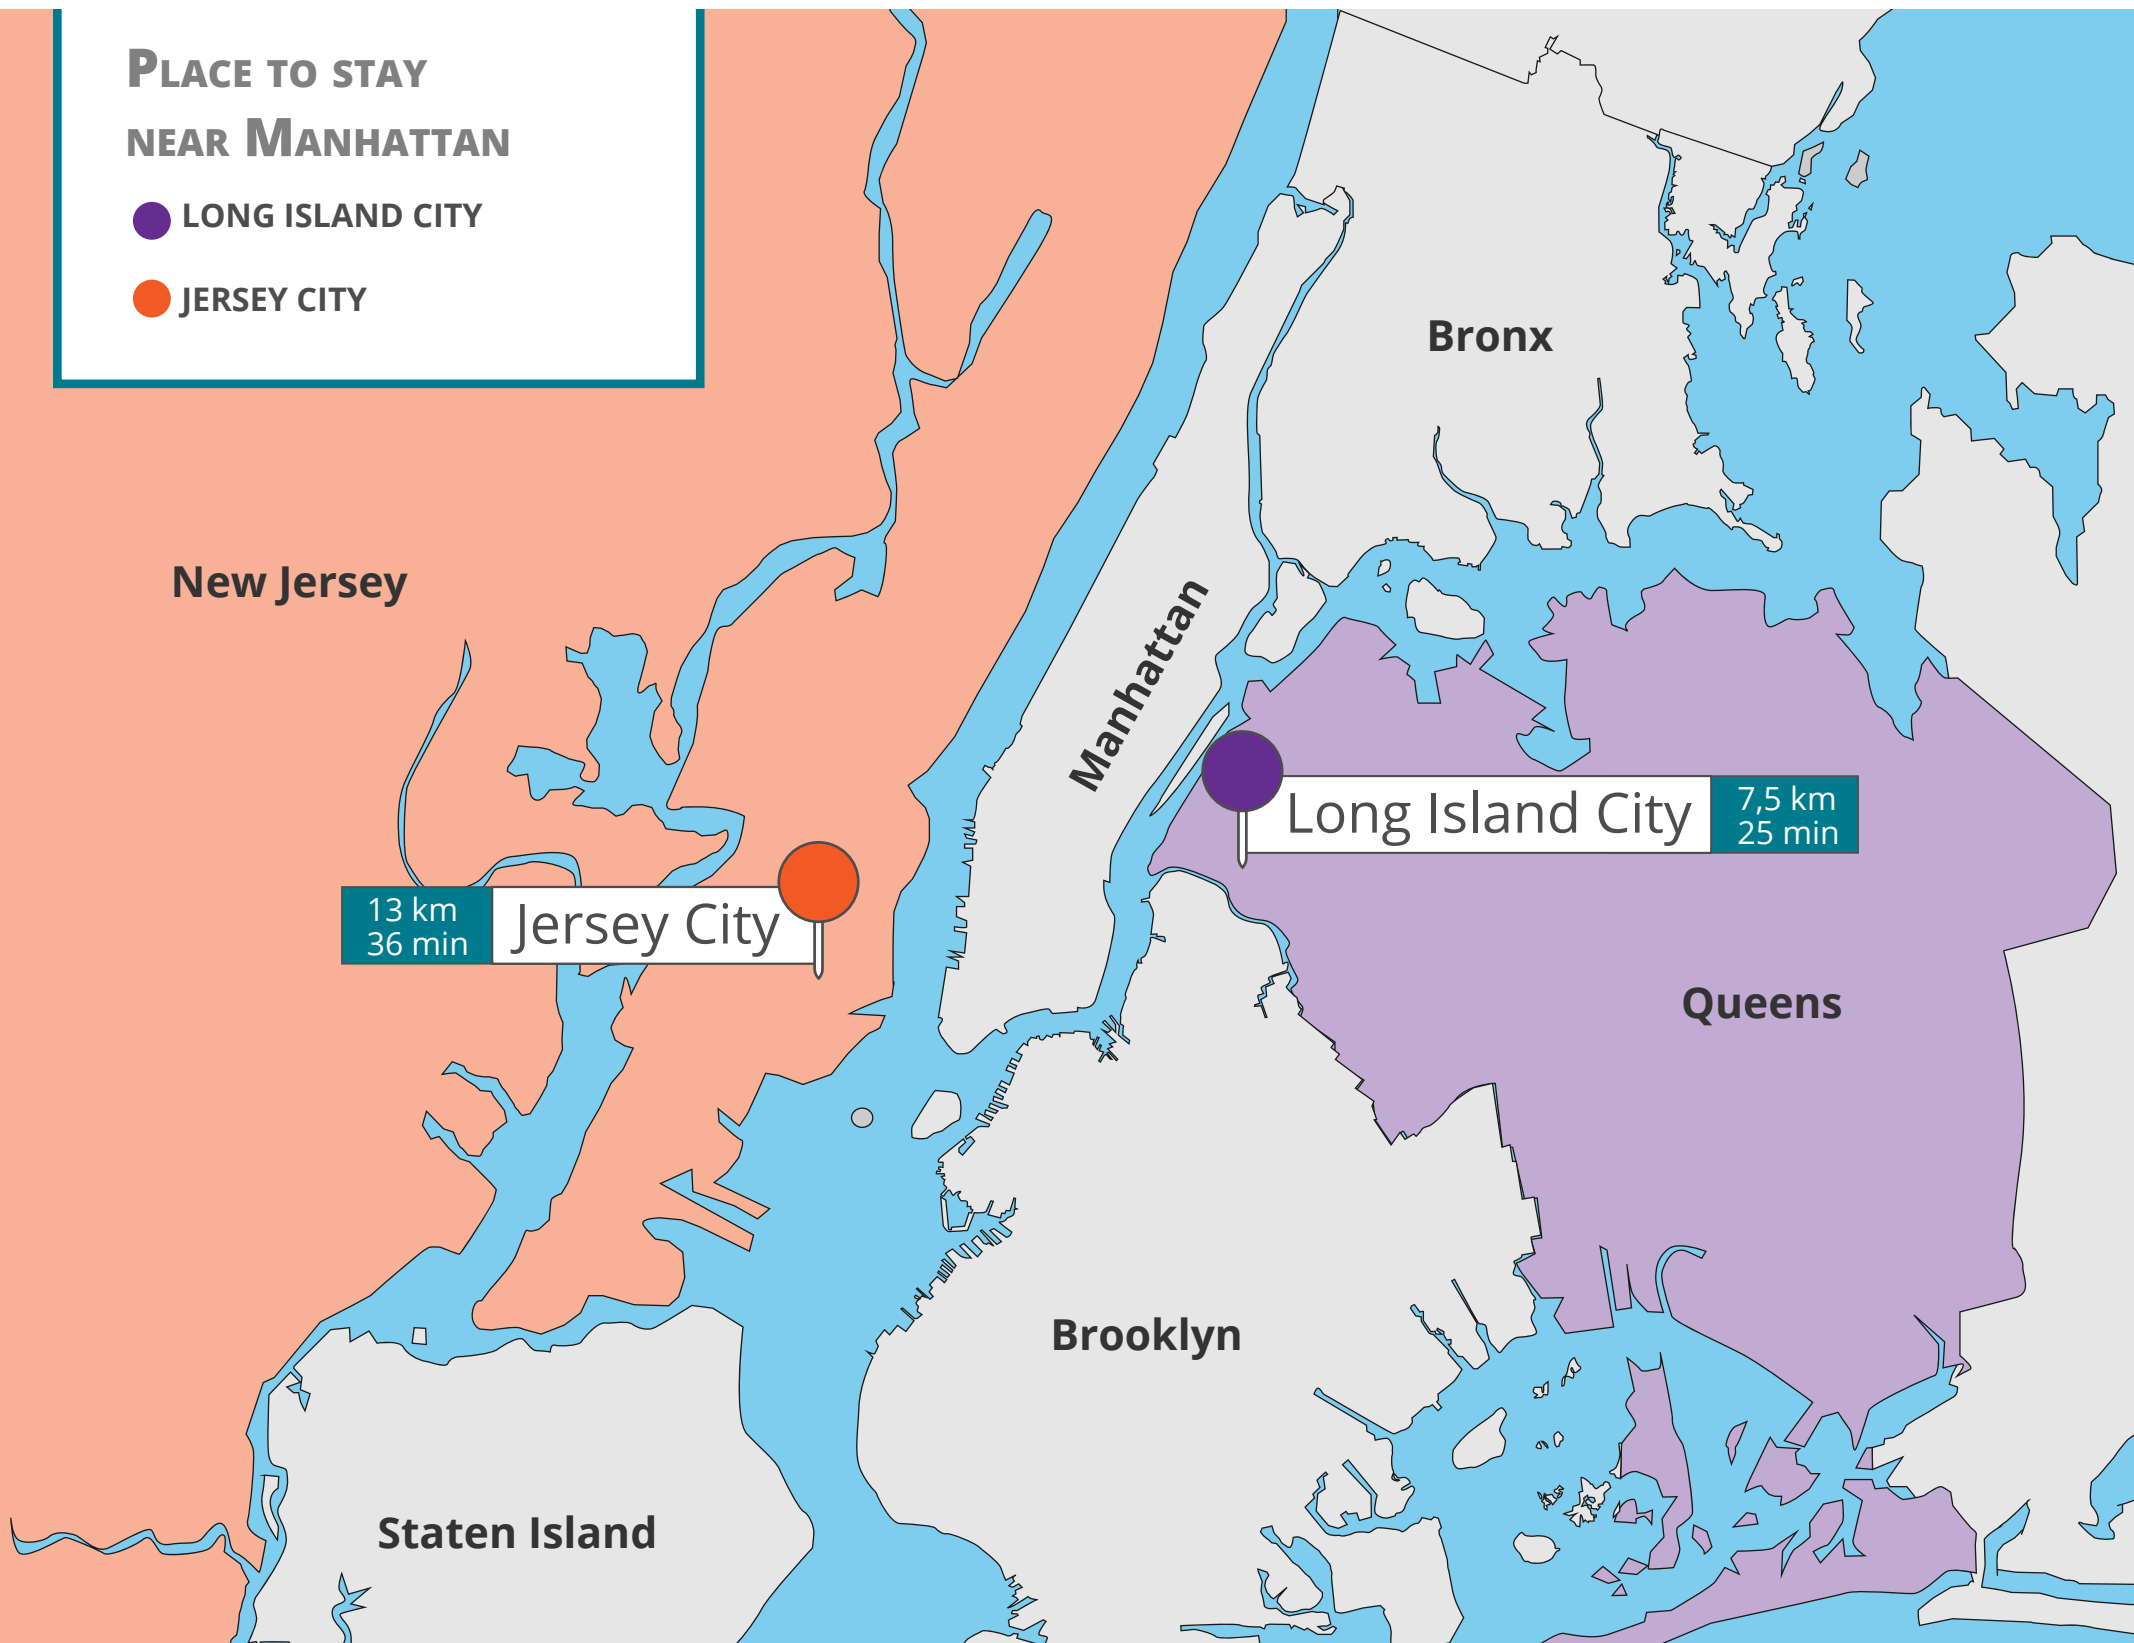 PLACE TO STAY
NEAR MANHATTAN
LONG ISLAND CITY
JERSEY CITY
Bronx
New Jersey
Manhattan
Long Island City
7,5 km
25 min
13 km
36 min
Jersey City
Queens
Brooklyn
Staten Island